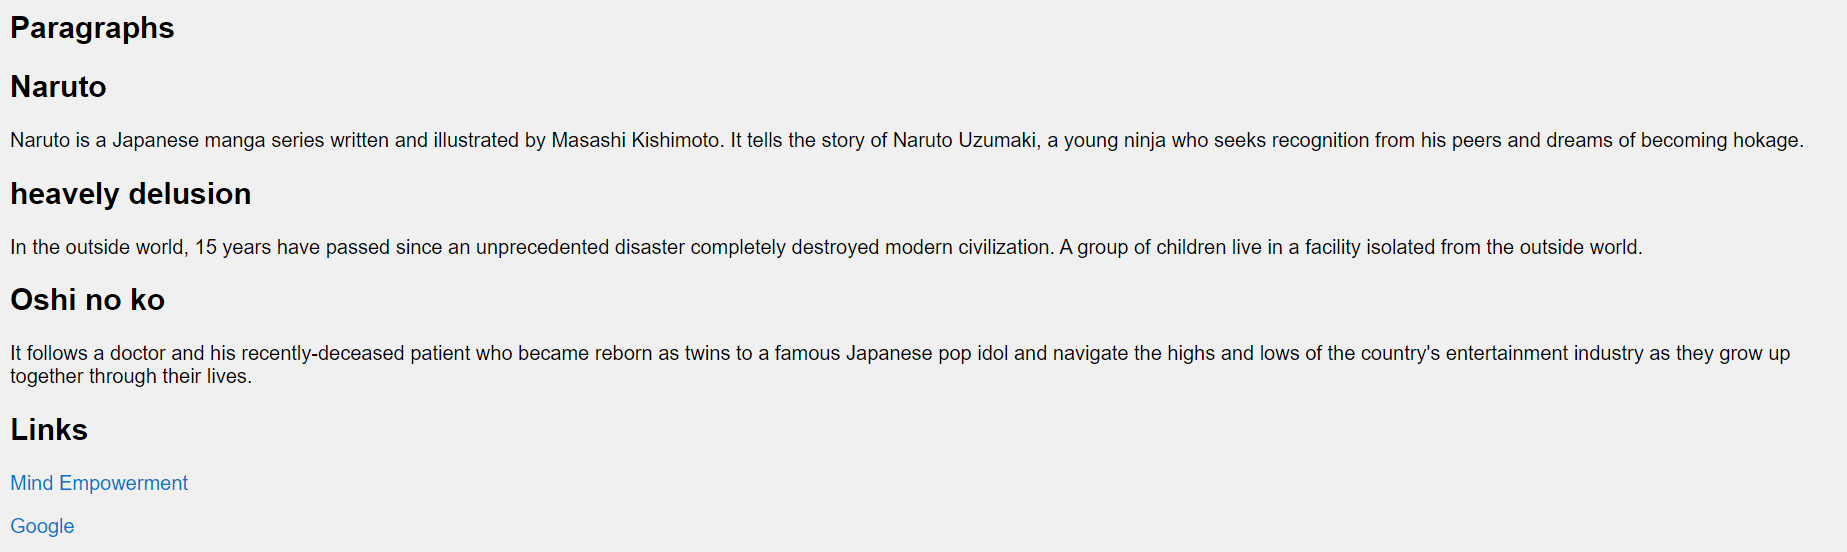 Paragraphs
Naruto
Naruto is a Japanese manga series written and illustrated by Masashi Kishimoto. It tells the story of Naruto Uzumaki, a young ninja who seeks recognition from his peers and dreams of becoming hokage.
heavely delusion
In the outside world, 15 years have passed since an unprecedented disaster completely destroyed modern civilization. A group of children live in a facility isolated from the outside world.
Oshi no ko
It follows a doctor and his recently-deceased patient who became reborn as twins to a famous Japanese pop idol and navigate the highs and lows of the country's entertainment industry as they grow up
together through their lives.
Links
Mind Empowerment
Google